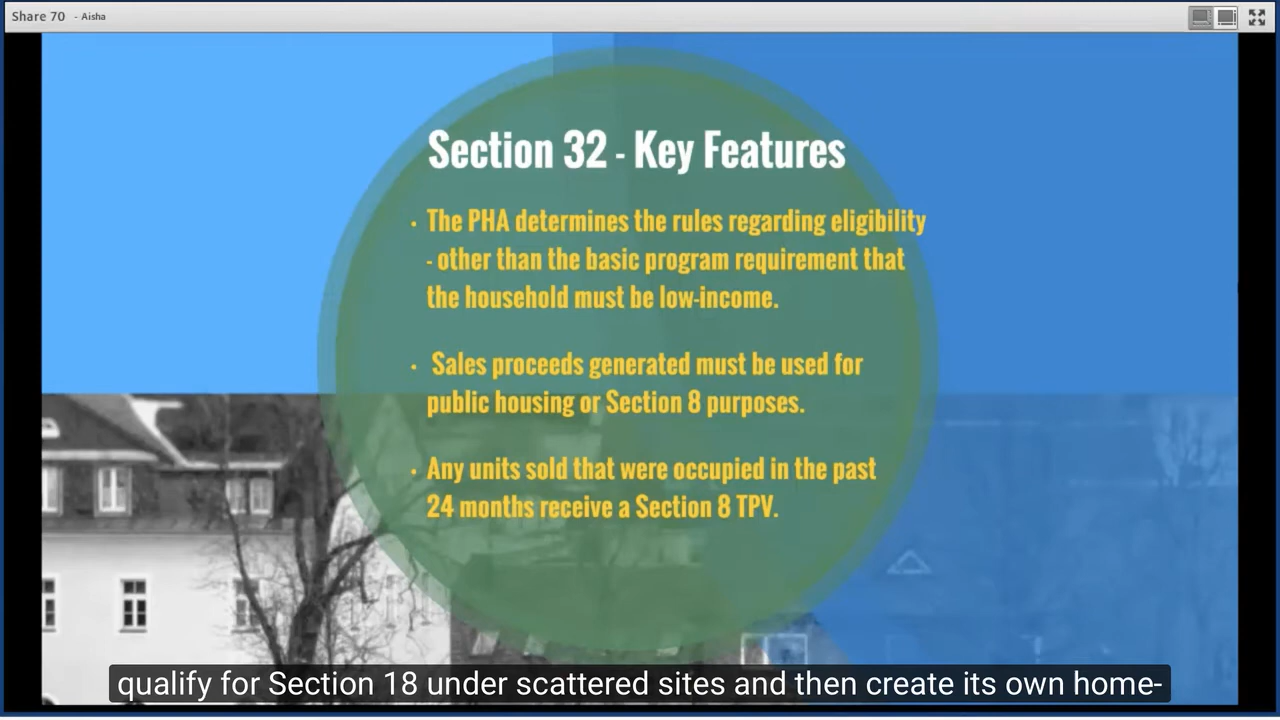 Share 70 - Aisha
Section 32 - Key Features
• The PHA determines the rules regarding eligibility
- other than the basic program requirement that
the household must be low-income.
• Sales proceeds generated must be used for
public housing or Section 8 purposes.
• Any units sold that were occupied in the past
24 months receive a Section 8 TPV.
qualify for Section 18 under scattered sites and then create its own home-